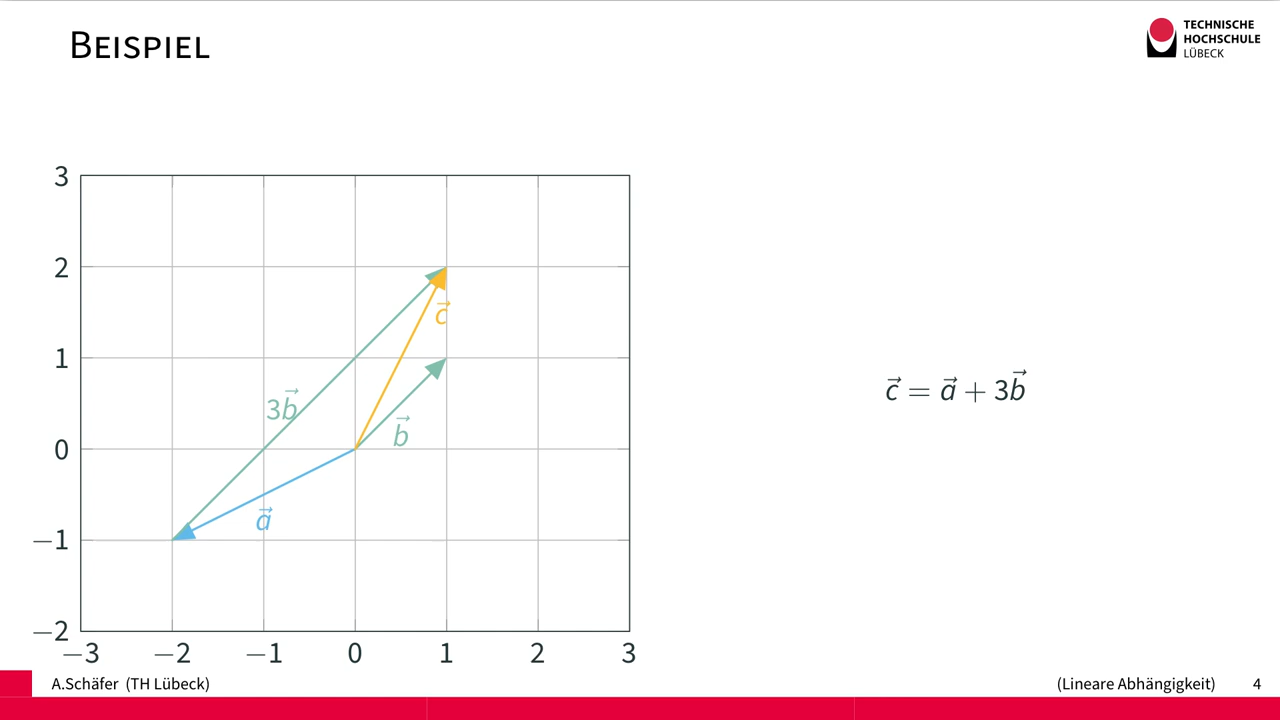 BEISPIEL
TECHNISCHE
HOCHSCHULE
LÜBECK
3
2
1
0
−1
−2
−3 −2 −1 0 1 2 3
3b⃗
c⃗
b⃗
a⃗
c⃗ = a⃗ + 3b⃗
A.Schäfer (TH Lübeck)
(Lineare Abhängigkeit) 4